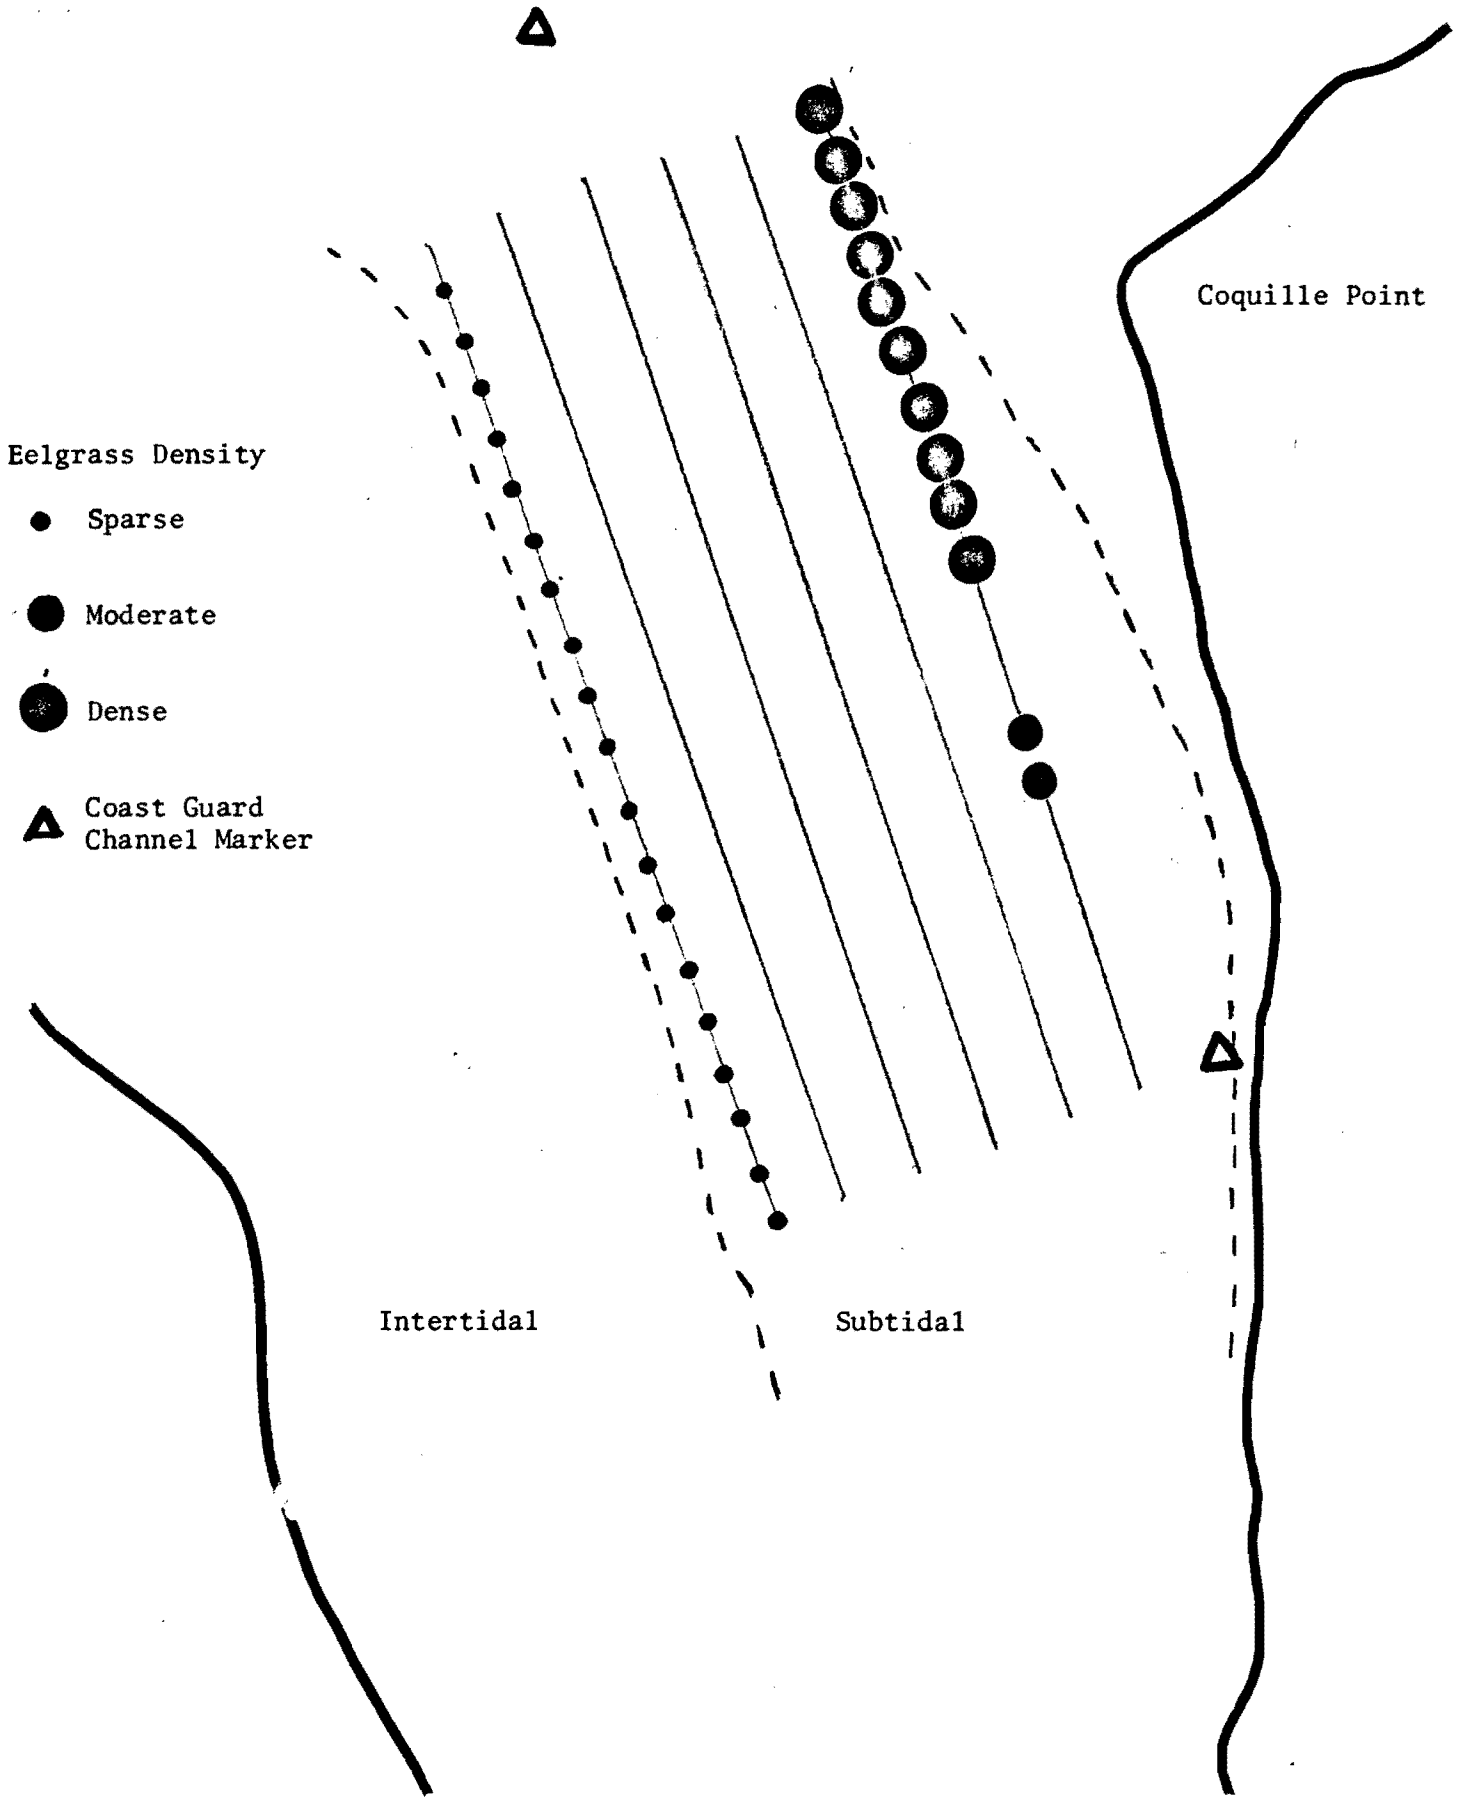 Coquille Point
Eelgrass Density
Sparse
Moderate
Dense
Coast Guard
Channel Marker
Intertidal
Subtidal